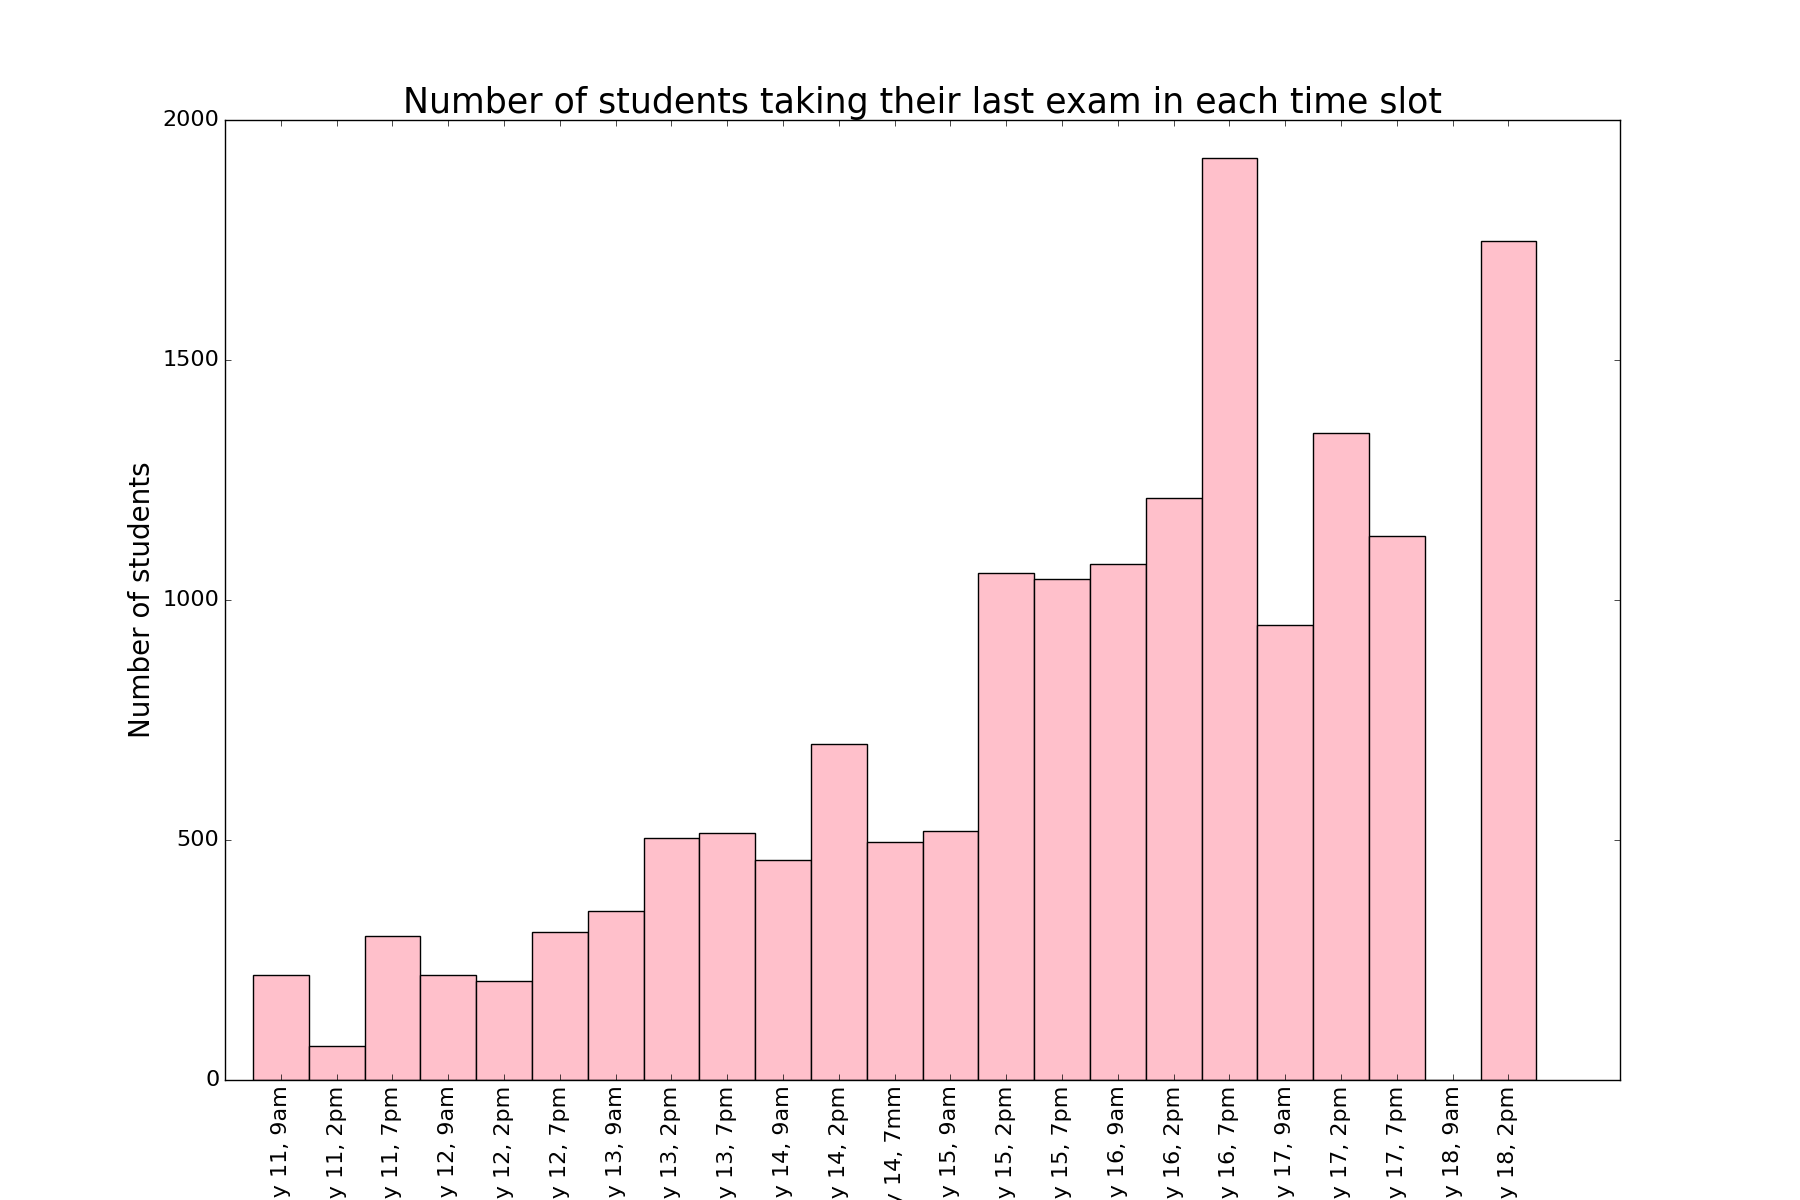 Number of students taking their last exam in each time slot
Number of students
2000
1500
1000
500
0
y 11, 9am
y 11, 2pm
y 11, 7pm
y 12, 9am
y 12, 2pm
y 12, 7pm
y 13, 9am
y 13, 2pm
y 13, 7pm
y 14, 9am
y 14, 2pm
y 14, 7mm
y 15, 9am
y 15, 2pm
y 15, 7pm
y 16, 9am
y 16, 2pm
y 16, 7pm
y 17, 9am
y 17, 2pm
y 17, 7pm
y 18, 9am
y 18, 2pm